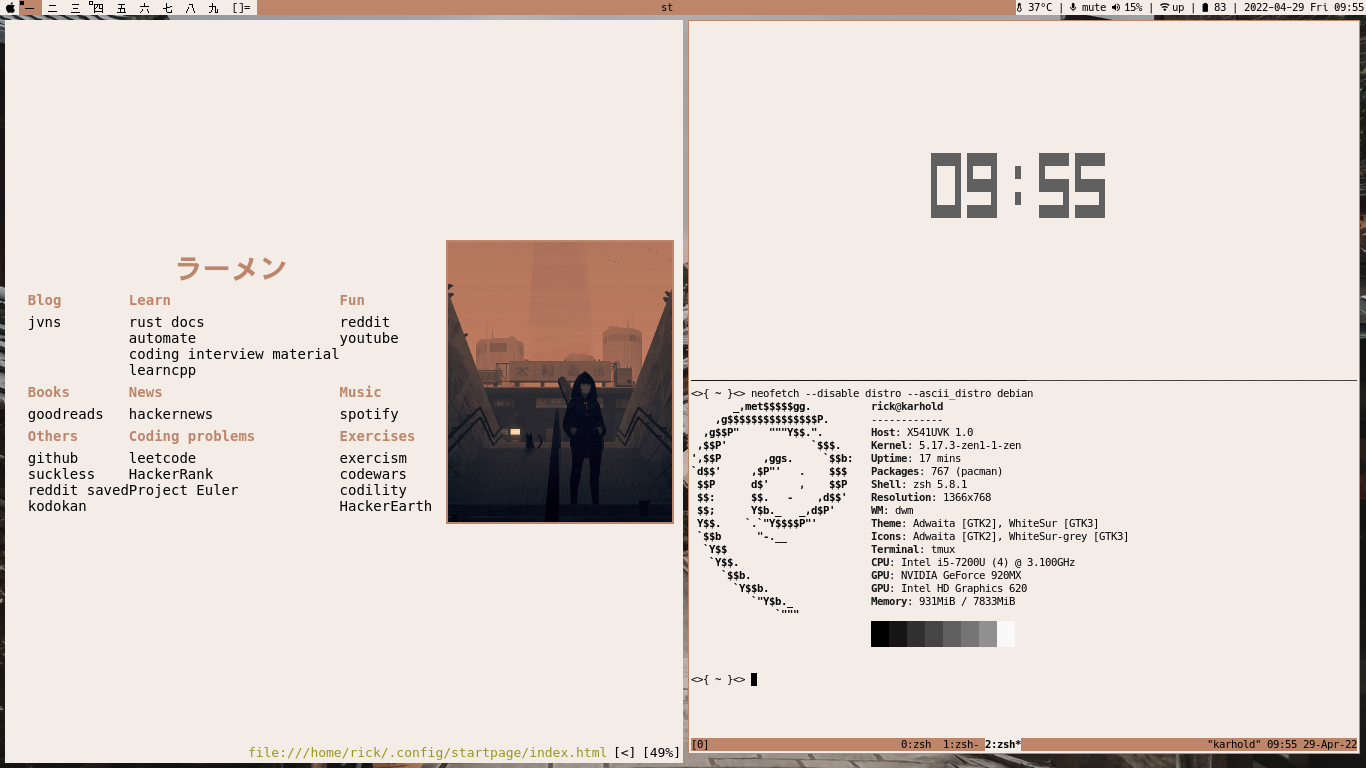 一 二 三 四 五 六 七 八 九 []= st 37°C | mute 15% | up | 83 | 2022-04-29 Fri 09:55
ラーメン
Blog Learn Fun
jvns rust docs reddit
automate youtube
coding interview material
learncpp
Books News Music
goodreads hackernews spotify
Others Coding problems Exercises
github leetcode exercism
suckless HackerRank codewars
reddit saved Project Euler codility
kodokan HackerEarth
file:///home/rick/.config/startpage/index.html [<] [49%]
09:55
<>{ ~ }<> neofetch --disable distro --ascii_distro debian
_,met$$$$$gg. rick@karhold
,g$$$$$$$$$$$$$$$P. ------------
,g$$P" """Y$$.". Host: X541UVK 1.0
,$$P' `$$$. Kernel: 5.17.3-zen1-1-zen
',$$P ,ggs. `$$b: Uptime: 17 mins
`d$$' ,$P"' . $$$ Packages: 767 (pacman)
$$P d$' , $$P Shell: zsh 5.8.1
$$: $$. - ,d$$' Resolution: 1366x768
$$; Y$b._ _,d$P' WM: dwm
Y$$. `.`"Y$$$$P"' Theme: Adwaita [GTK2], WhiteSur [GTK3]
`$$b "-.__ Icons: Adwaita [GTK2], WhiteSur-grey [GTK3]
`Y$$ Terminal: tmux
`Y$$. CPU: Intel i5-7200U (4) @ 3.100GHz
`$$b. GPU: NVIDIA GeForce 920MX
`Y$$b. GPU: Intel HD Graphics 620
`"Y$b._ Memory: 931MiB / 7833MiB
`"""
<>{ ~ }<>
[0] 0:zsh 1:zsh- 2:zsh* "karhold" 09:55 29-Apr-22